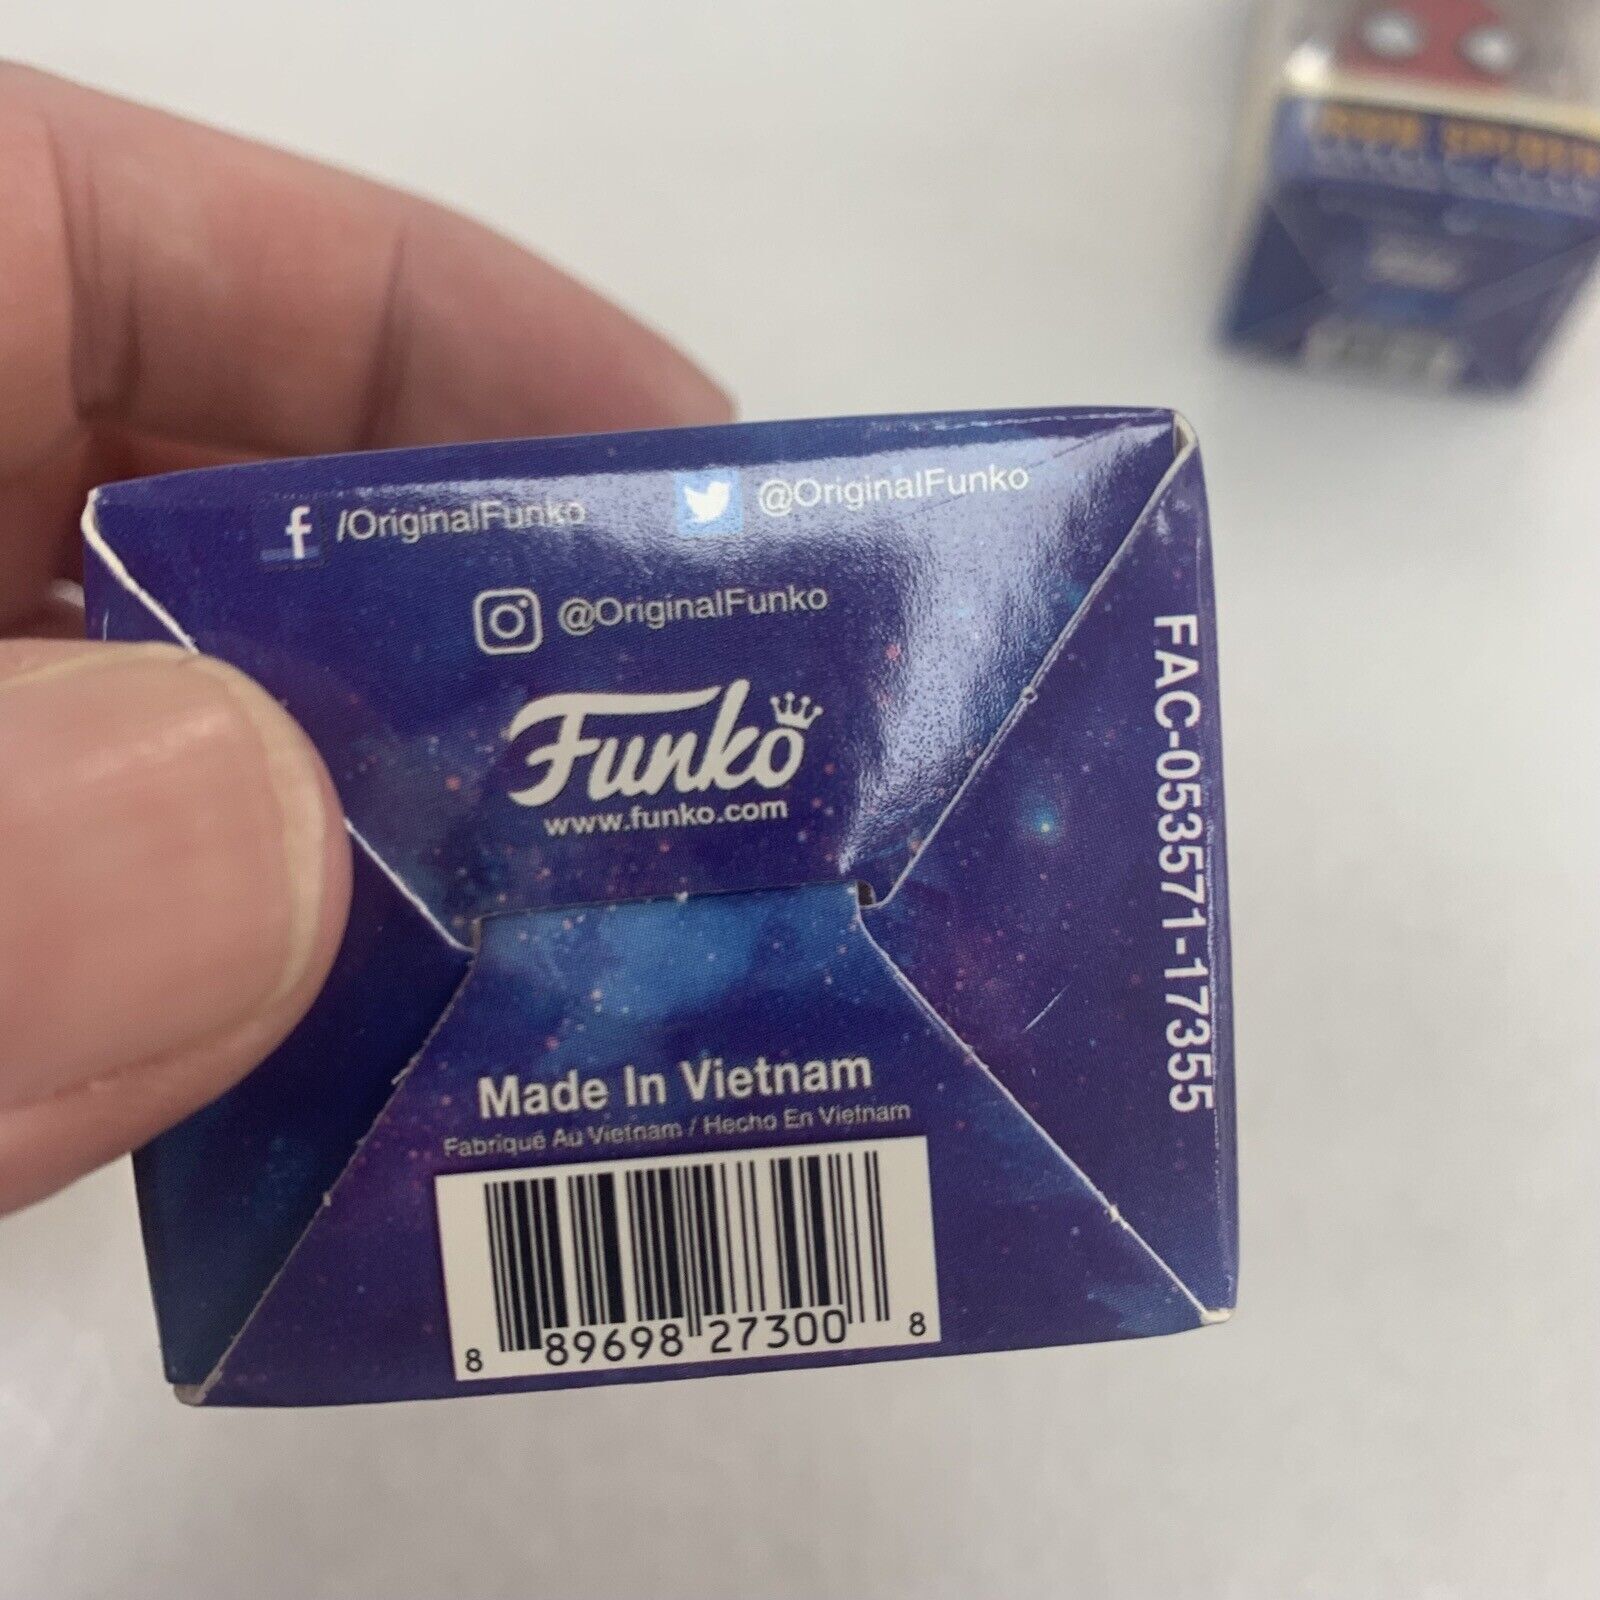 /OriginalFunko
@OriginalFunko
@OriginalFunko
Funko
www.funko.com
FAC-053571-17355
Made In Vietnam
Fabriqué Au Vietnam / Hecho En Vietnam
8 89698 27300 8